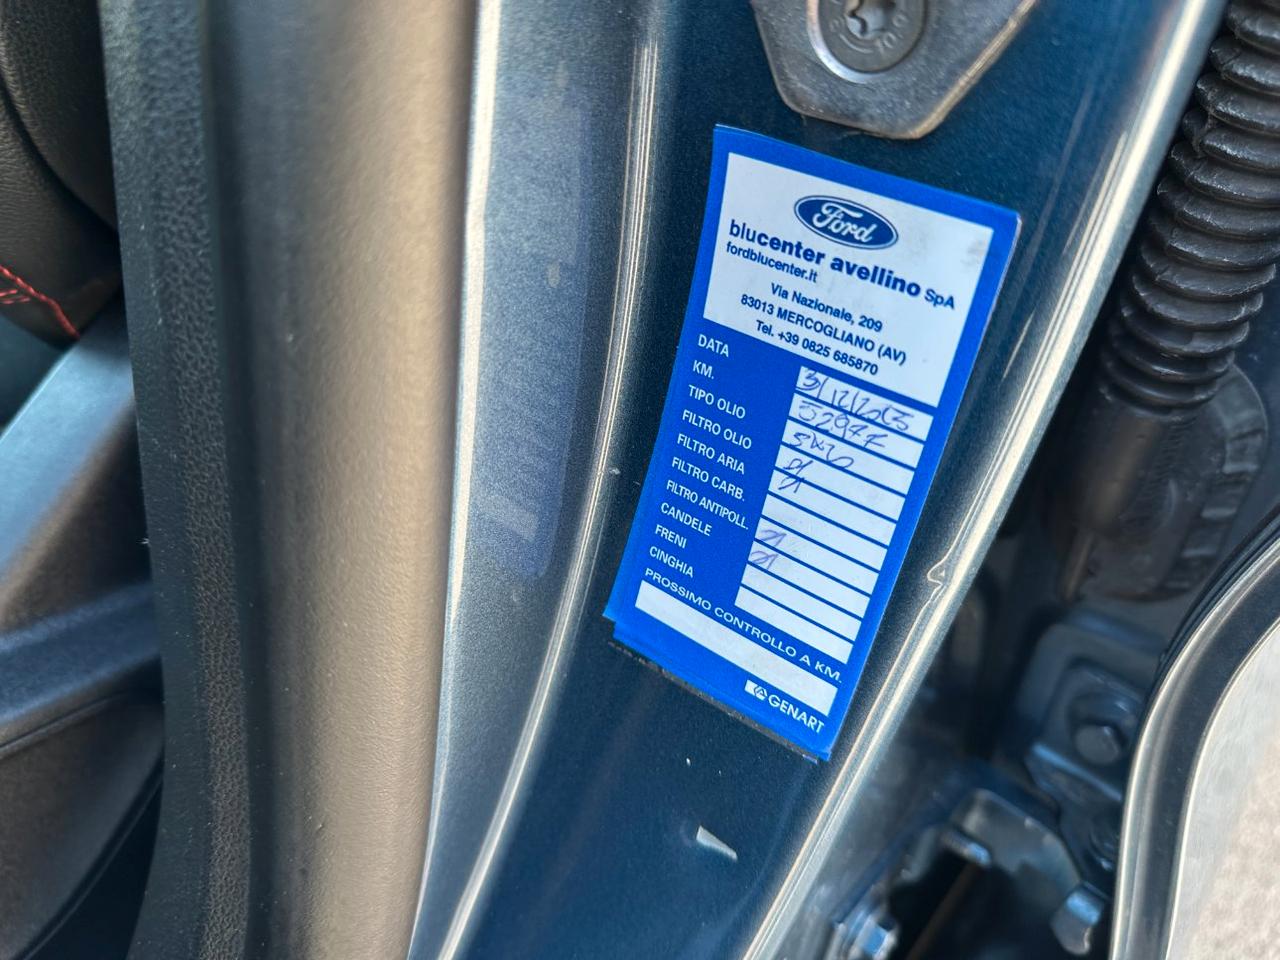 Ford
blucenter avellino SpA
fordblucenter.it
Via Nazionale, 209
83013 MERCOGLIANO (AV)
Tel. +39 0825 685870
DATA
KM.
TIPO OLIO
FILTRO OLIO
FILTRO ARIA
FILTRO CARB.
FILTRO ANTIPOLL.
CANDELE
FRENI
CINGHIA
PROSSIMO CONTROLLO A KM.
GENART